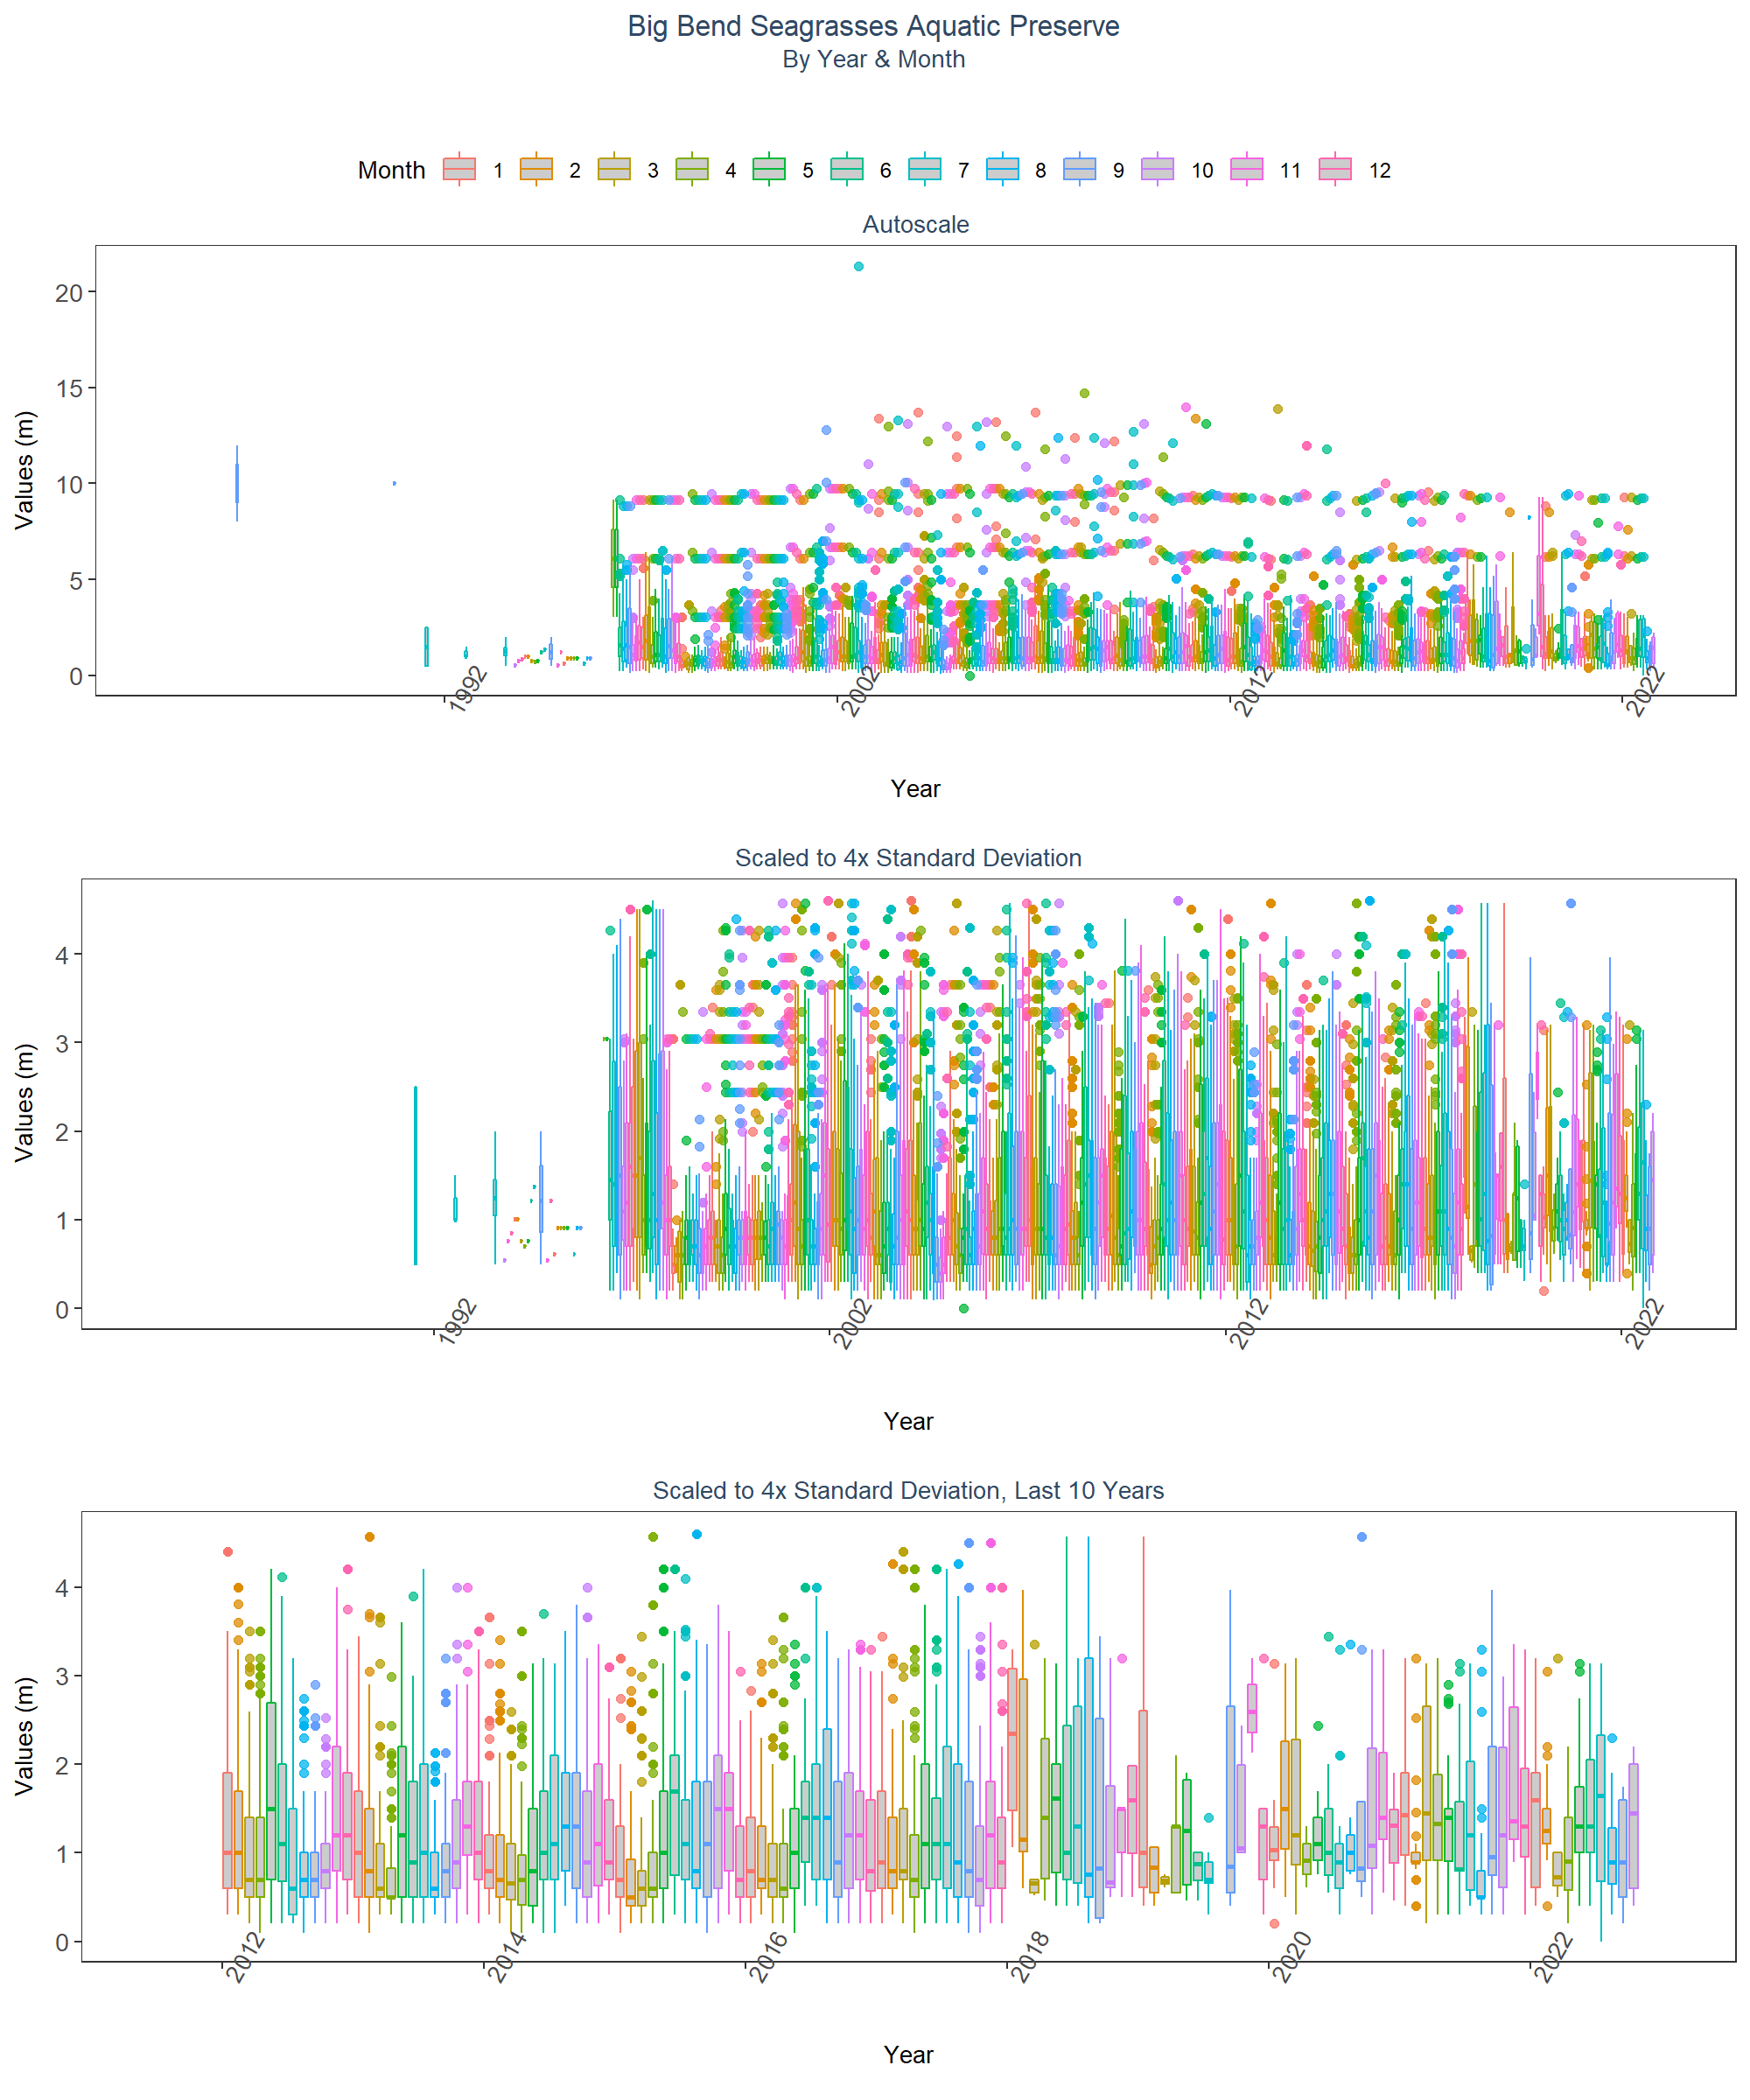 Big Bend Seagrasses Aquatic Preserve
By Year & Month
Month 1 2 3 4 5 6 7 8 9 10 11 12
Autoscale
20
15
10
5
0
Values (m)
1992 2002 2012 2022
Year
Scaled to 4x Standard Deviation
4
3
2
1
0
Values (m)
1992 2002 2012 2022
Year
Scaled to 4x Standard Deviation, Last 10 Years
4
3
2
1
0
Values (m)
2012 2014 2016 2018 2020 2022
Year